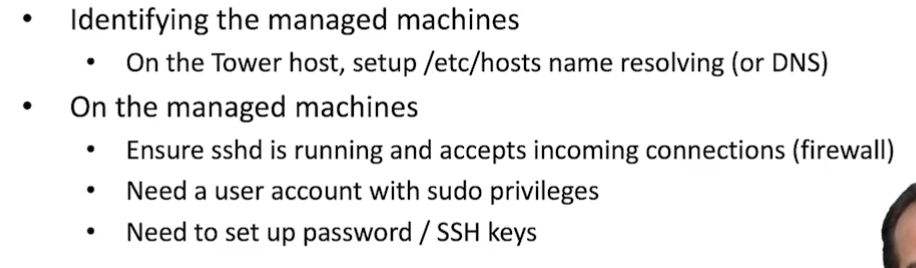 • Identifying the managed machines
• On the Tower host, setup /etc/hosts name resolving (or DNS)
• On the managed machines
• Ensure sshd is running and accepts incoming connections (firewall)
• Need a user account with sudo privileges
• Need to set up password / SSH keys